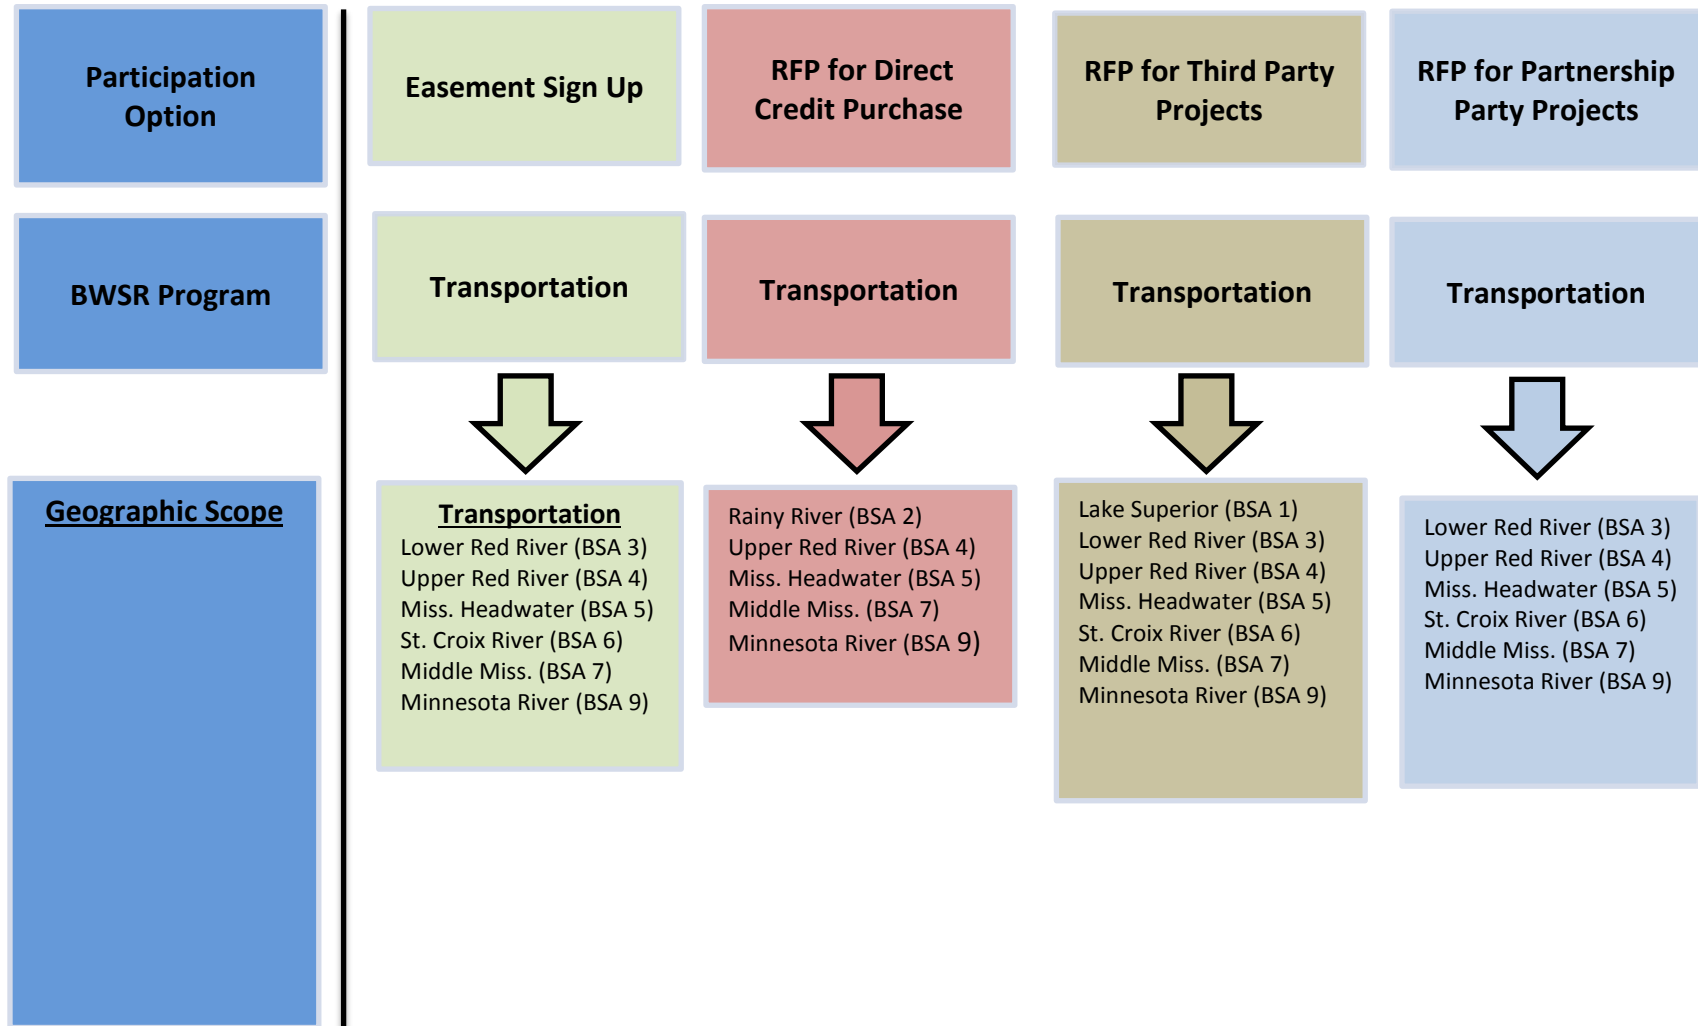 Participation
Option
Easement Sign Up
RFP for Direct
Credit Purchase
RFP for Third Party
Projects
RFP for Partnership
Party Projects
BWSR Program
Transportation
Transportation
Transportation
Transportation
Geographic Scope
Transportation
Lower Red River (BSA 3)
Upper Red River (BSA 4)
Miss. Headwater (BSA 5)
St. Croix River (BSA 6)
Middle Miss. (BSA 7)
Minnesota River (BSA 9)
Rainy River (BSA 2)
Upper Red River (BSA 4)
Miss. Headwater (BSA 5)
Middle Miss. (BSA 7)
Minnesota River (BSA 9)
Lake Superior (BSA 1)
Lower Red River (BSA 3)
Upper Red River (BSA 4)
Miss. Headwater (BSA 5)
St. Croix River (BSA 6)
Middle Miss. (BSA 7)
Minnesota River (BSA 9)
Lower Red River (BSA 3)
Upper Red River (BSA 4)
Miss. Headwater (BSA 5)
St. Croix River (BSA 6)
Middle Miss. (BSA 7)
Minnesota River (BSA 9)